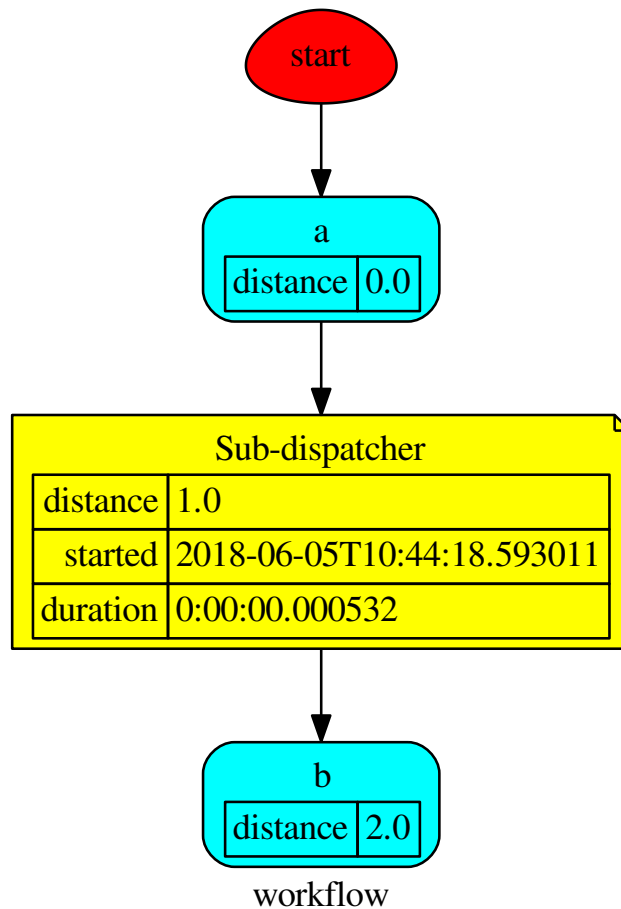 start
a
distance 0.0
Sub-dispatcher
distance 1.0
started 2018-06-05T10:44:18.593011
duration 0:00:00.000532
b
distance 2.0
workflow